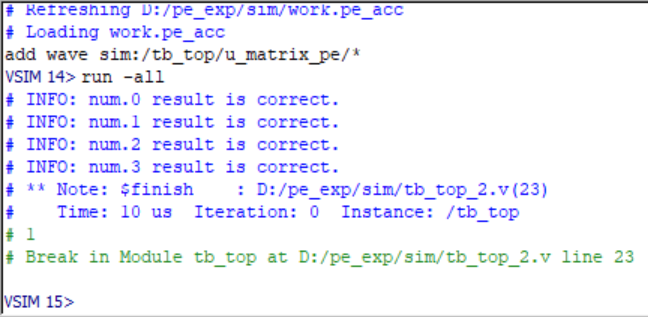 # Refreshing D:/pe_exp/sim/work.pe_acc
# Loading work.pe_acc
add wave sim:/tb_top/u_matrix_pe/*
VSIM 14> run -all
# INFO: num.0 result is correct.
# INFO: num.1 result is correct.
# INFO: num.2 result is correct.
# INFO: num.3 result is correct.
# ** Note: $finish    : D:/pe_exp/sim/tb_top_2.v(23)
#    Time: 10 us  Iteration: 0  Instance: /tb_top
# 1
# Break in Module tb_top at D:/pe_exp/sim/tb_top_2.v line 23
VSIM 15>